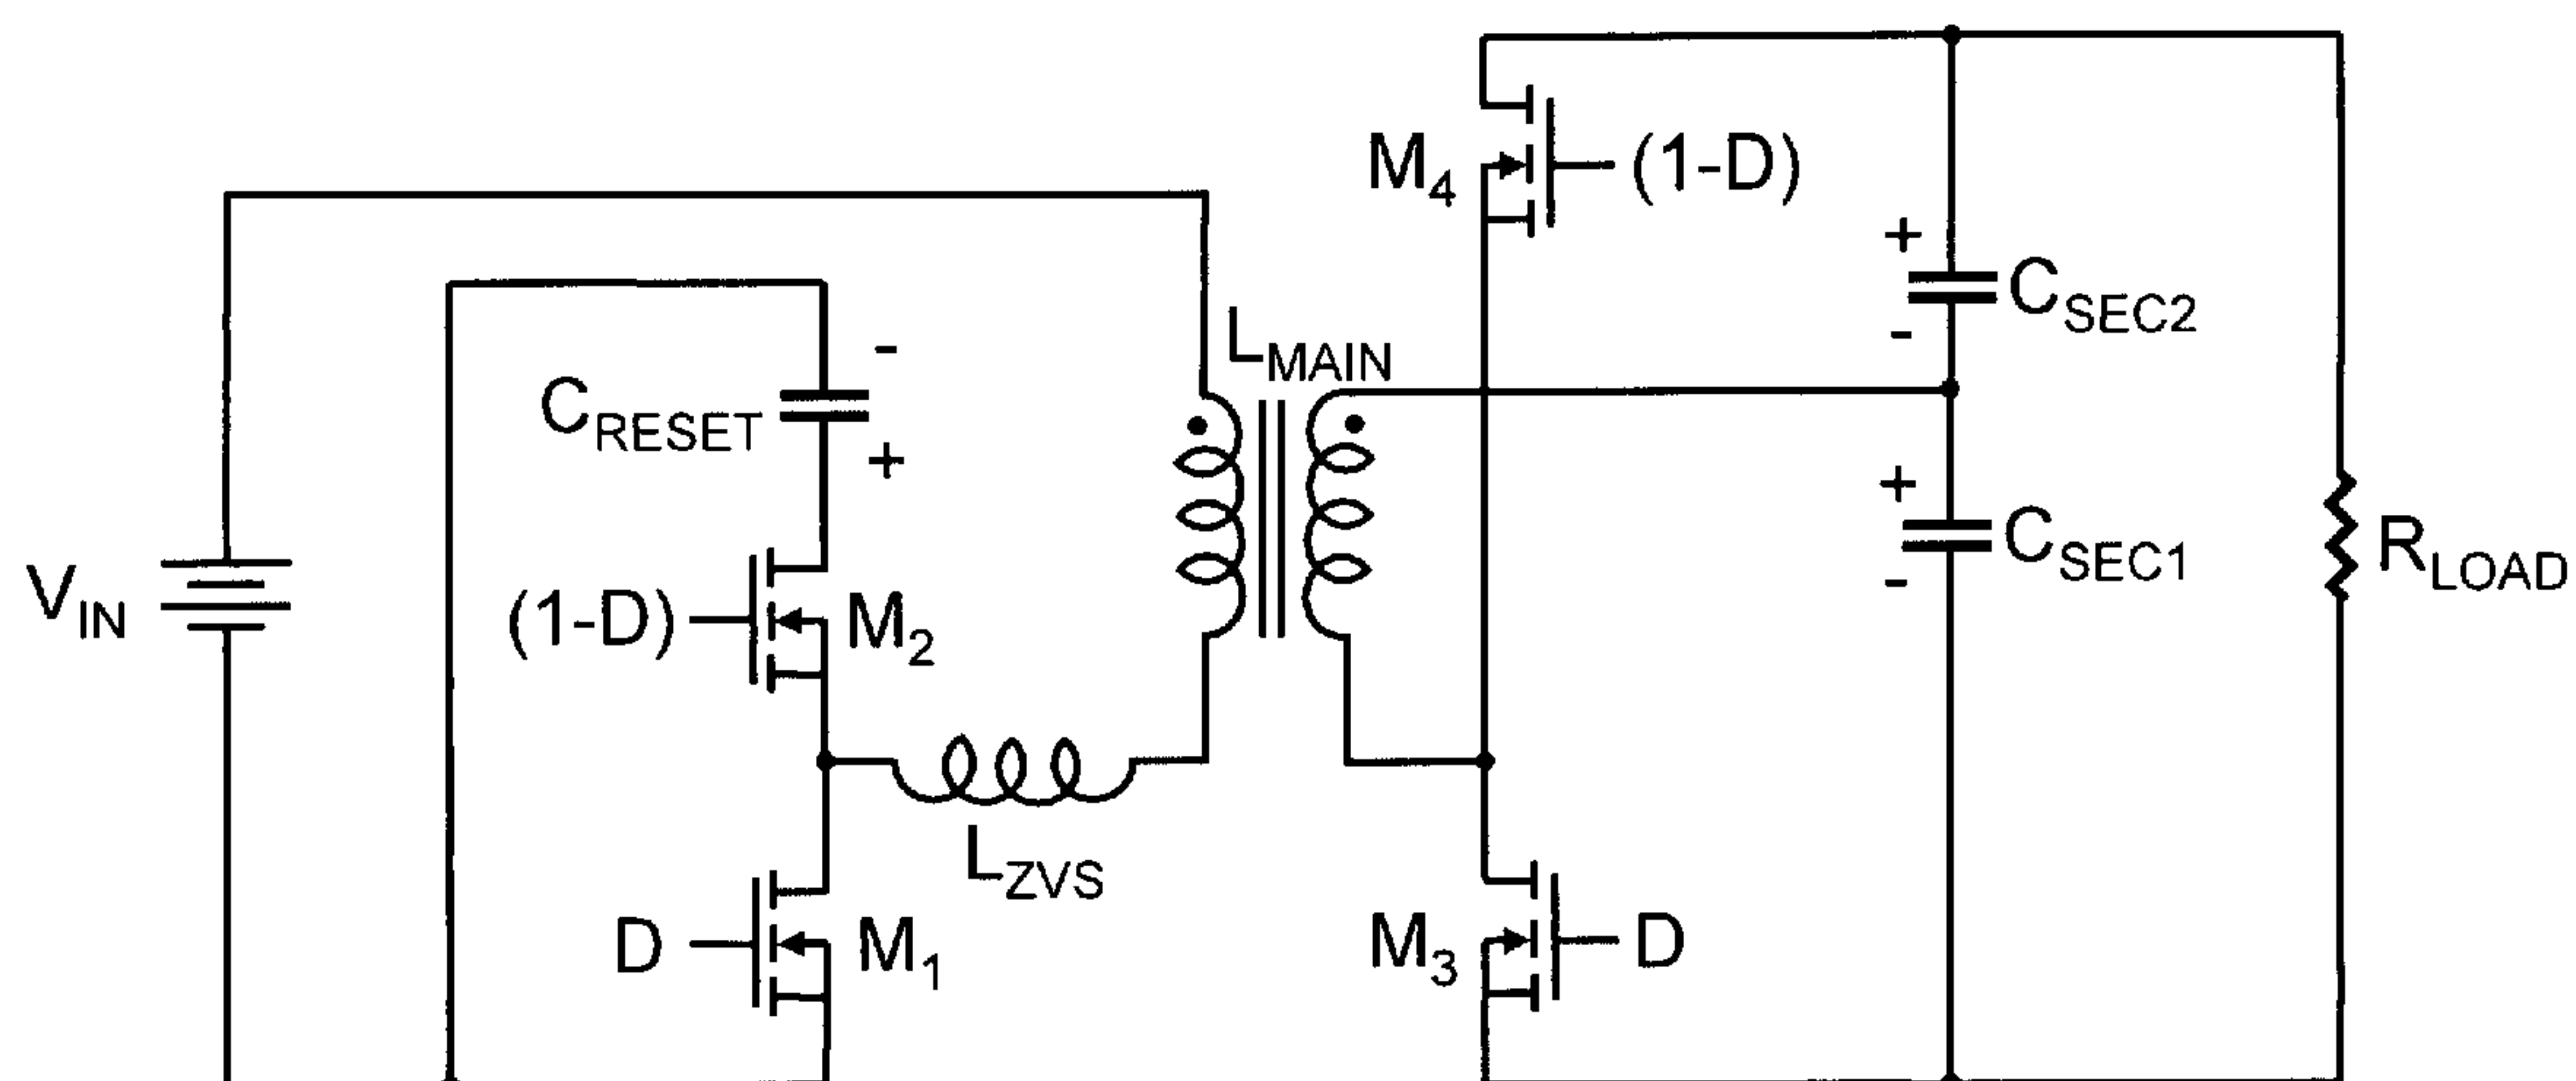 M4
(1-D)
+
CSEC2
-
LMAIN
-
CRESET
+
+
CSEC1
-
VIN
RLOAD
(1-D)
M2
LZVS
D
M1
M3
D